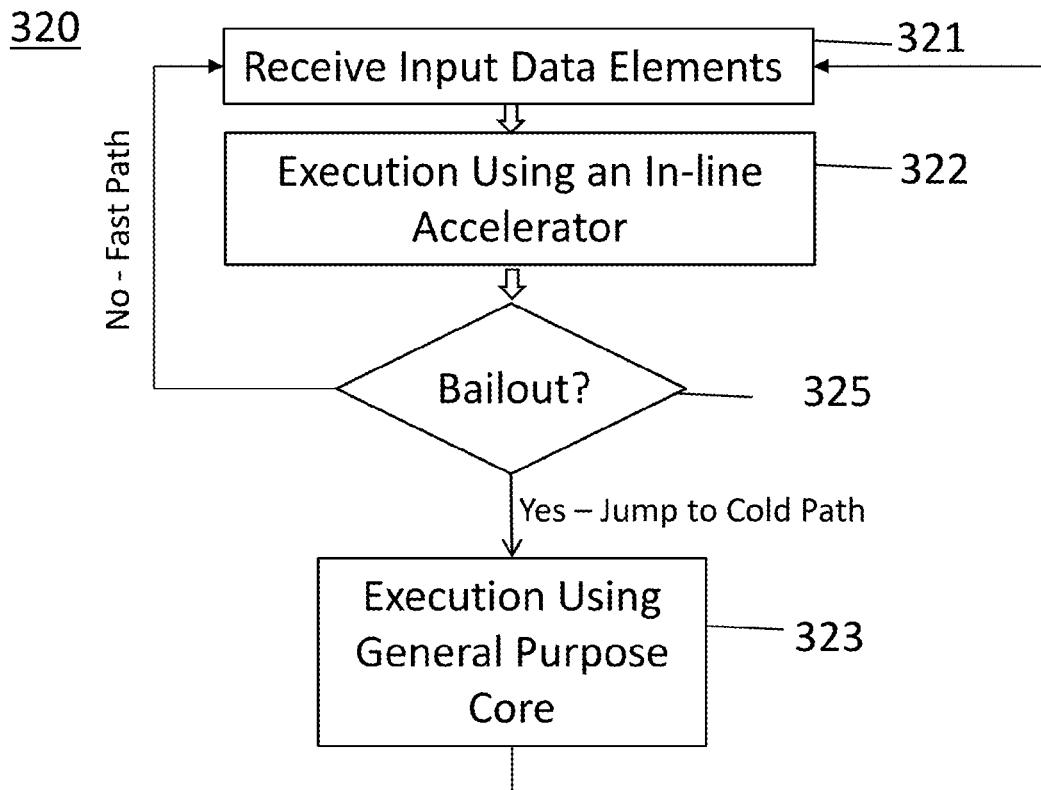 320
321
Receive Input Data Elements
No - Fast Path
Execution Using an In-line
Accelerator
322
Bailout?
325
Yes – Jump to Cold Path
Execution Using
General Purpose
Core
323